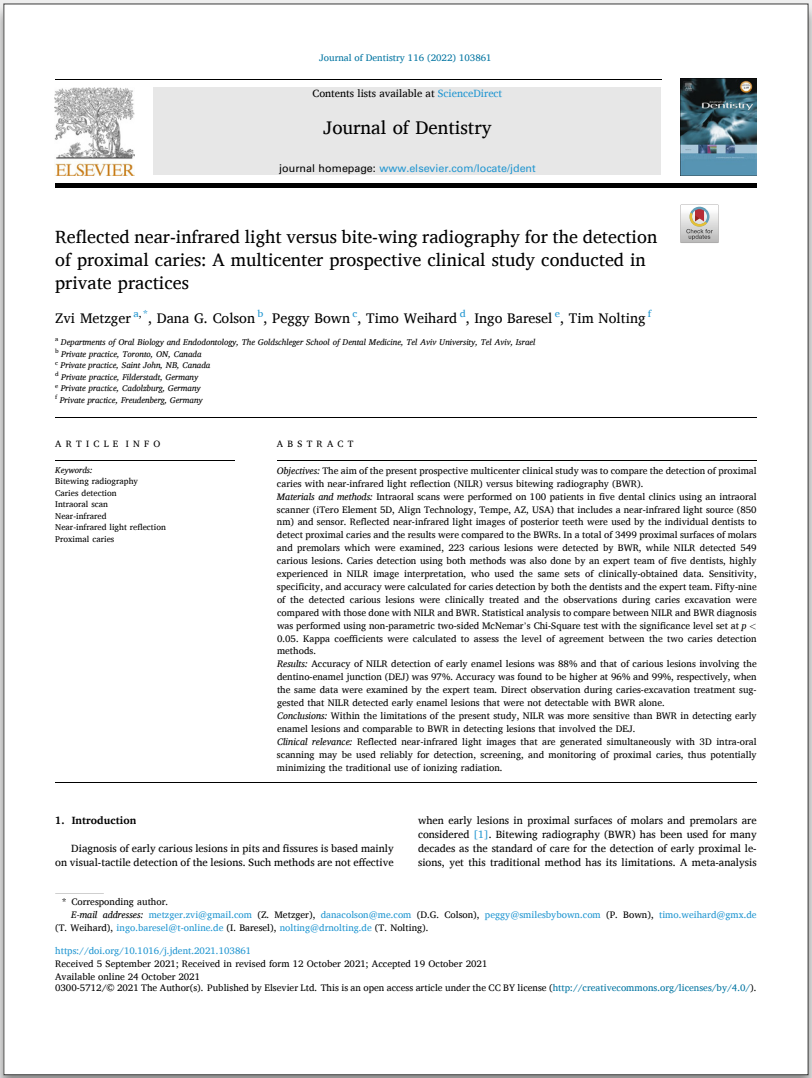 Journal of Dentistry 116 (2022) 103861
Contents lists available at ScienceDirect
Journal of Dentistry
journal homepage: www.elsevier.com/locate/jdent
ELSEVIER
Dentistry
Check for
updates
Reflected near-infrared light versus bite-wing radiography for the detection
of proximal caries: A multicenter prospective clinical study conducted in
private practices
Zvi Metzger a,*, Dana G. Colson b, Peggy Bown c, Timo Weihard d, Ingo Baresel e, Tim Nolting f
a Departments of Oral Biology and Endodontology, The Goldschleger School of Dental Medicine, Tel Aviv University, Tel Aviv, Israel
b Private practice, Toronto, ON, Canada
c Private practice, Saint John, NB, Canada
d Private practice, Filderstadt, Germany
e Private practice, Cadolzburg, Germany
f Private practice, Freudenberg, Germany
ARTICLE INFO
Keywords:
Bitewing radiography
Caries detection
Intraoral scan
Near-infrared
Near-infrared light reflection
Proximal caries
ABSTRACT
Objectives: The aim of the present prospective multicenter clinical study was to compare the detection of proximal
caries with near-infrared light reflection (NILR) versus bitewing radiography (BWR).
Materials and methods: Intraoral scans were performed on 100 patients in five dental clinics using an intraoral
scanner (iTero Element 5D, Align Technology, Tempe, AZ, USA) that includes a near-infrared light source (850
nm) and sensor. Reflected near-infrared light images of posterior teeth were used by the individual dentists to
detect proximal caries and the results were compared to the BWRs. In a total of 3499 proximal surfaces of molars
and premolars which were examined, 223 carious lesions were detected by BWR, while NILR detected 549
carious lesions. Caries detection using both methods was also done by an expert team of five dentists, highly
experienced in NILR image interpretation, who used the same sets of clinically-obtained data. Sensitivity,
specificity, and accuracy were calculated for caries detection by both the dentists and the expert team. Fifty-nine
of the detected carious lesions were clinically treated and the observations during caries excavation were
compared with those done with NILR and BWR. Statistical analysis to compare between NILR and BWR diagnosis
was performed using non-parametric two-sided McNemar's Chi-Square test with the significance level set at p <
0.05. Kappa coefficients were calculated to assess the level of agreement between the two caries detection
methods.
Results: Accuracy of NILR detection of early enamel lesions was 88% and that of carious lesions involving the
dentino-enamel junction (DEJ) was 97%. Accuracy was found to be higher at 96% and 99%, respectively, when
the same data were examined by the expert team. Direct observation during caries-excavation treatment sug-
gested that NILR detected early enamel lesions that were not detectable with BWR alone.
Conclusions: Within the limitations of the present study, NILR was more sensitive than BWR in detecting early
enamel lesions and comparable to BWR in detecting lesions that involved the DEJ.
Clinical relevance: Reflected near-infrared light images that are generated simultaneously with 3D intra-oral
scanning may be used reliably for detection, screening, and monitoring of proximal caries, thus potentially
minimizing the traditional use of ionizing radiation.
1. Introduction
Diagnosis of early carious lesions in pits and fissures is based mainly
on visual-tactile detection of the lesions. Such methods are not effective
when early lesions in proximal surfaces of molars and premolars are
considered [1]. Bitewing radiography (BWR) has been used for many
decades as the standard of care for the detection of early proximal le-
sions, yet this traditional method has its limitations. A meta-analysis
* Corresponding author.
E-mail addresses: metzger.zvi@gmail.com (Z. Metzger), danacolson@me.com (D.G. Colson), peggy@smilesbybown.com (P. Bown), timo.weihard@gmx.de
(T. Weihard), ingo.baresel@t-online.de (I. Baresel), nolting@drnolting.de (T. Nolting).
https://doi.org/10.1016/j.jdent.2021.103861
Received 5 September 2021; Received in revised form 12 October 2021; Accepted 19 October 2021
Available online 24 October 2021
0300-5712/© 2021 The Author(s). Published by Elsevier Ltd. This is an open access article under the CC BY license (http://creativecommons.org/licenses/by/4.0/).